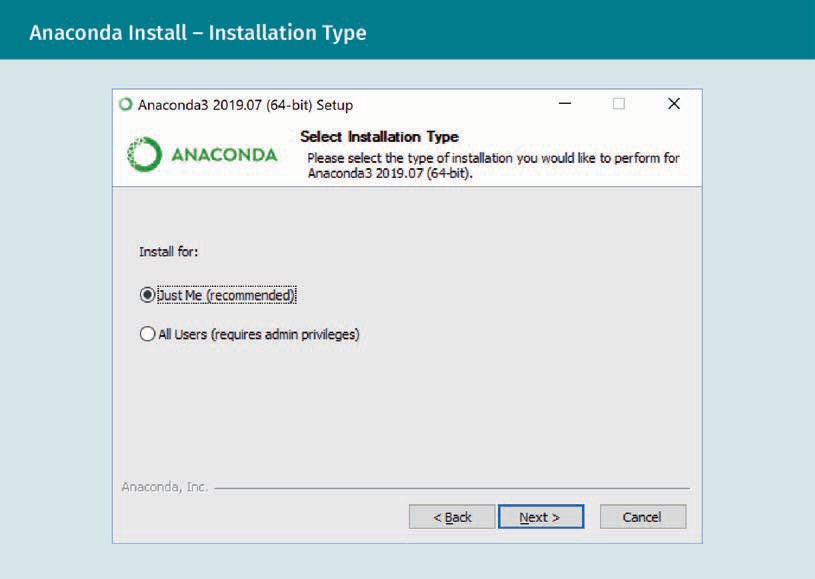 Anaconda Install – Installation Type
Anaconda3 2019.07 (64-bit) Setup
ANACONDA
Select Installation Type
Please select the type of installation you would like to perform for
Anaconda3 2019.07 (64-bit).
Install for:
Just Me (recommended)
All Users (requires admin privileges)
Anaconda, Inc.
< Back
Next >
Cancel